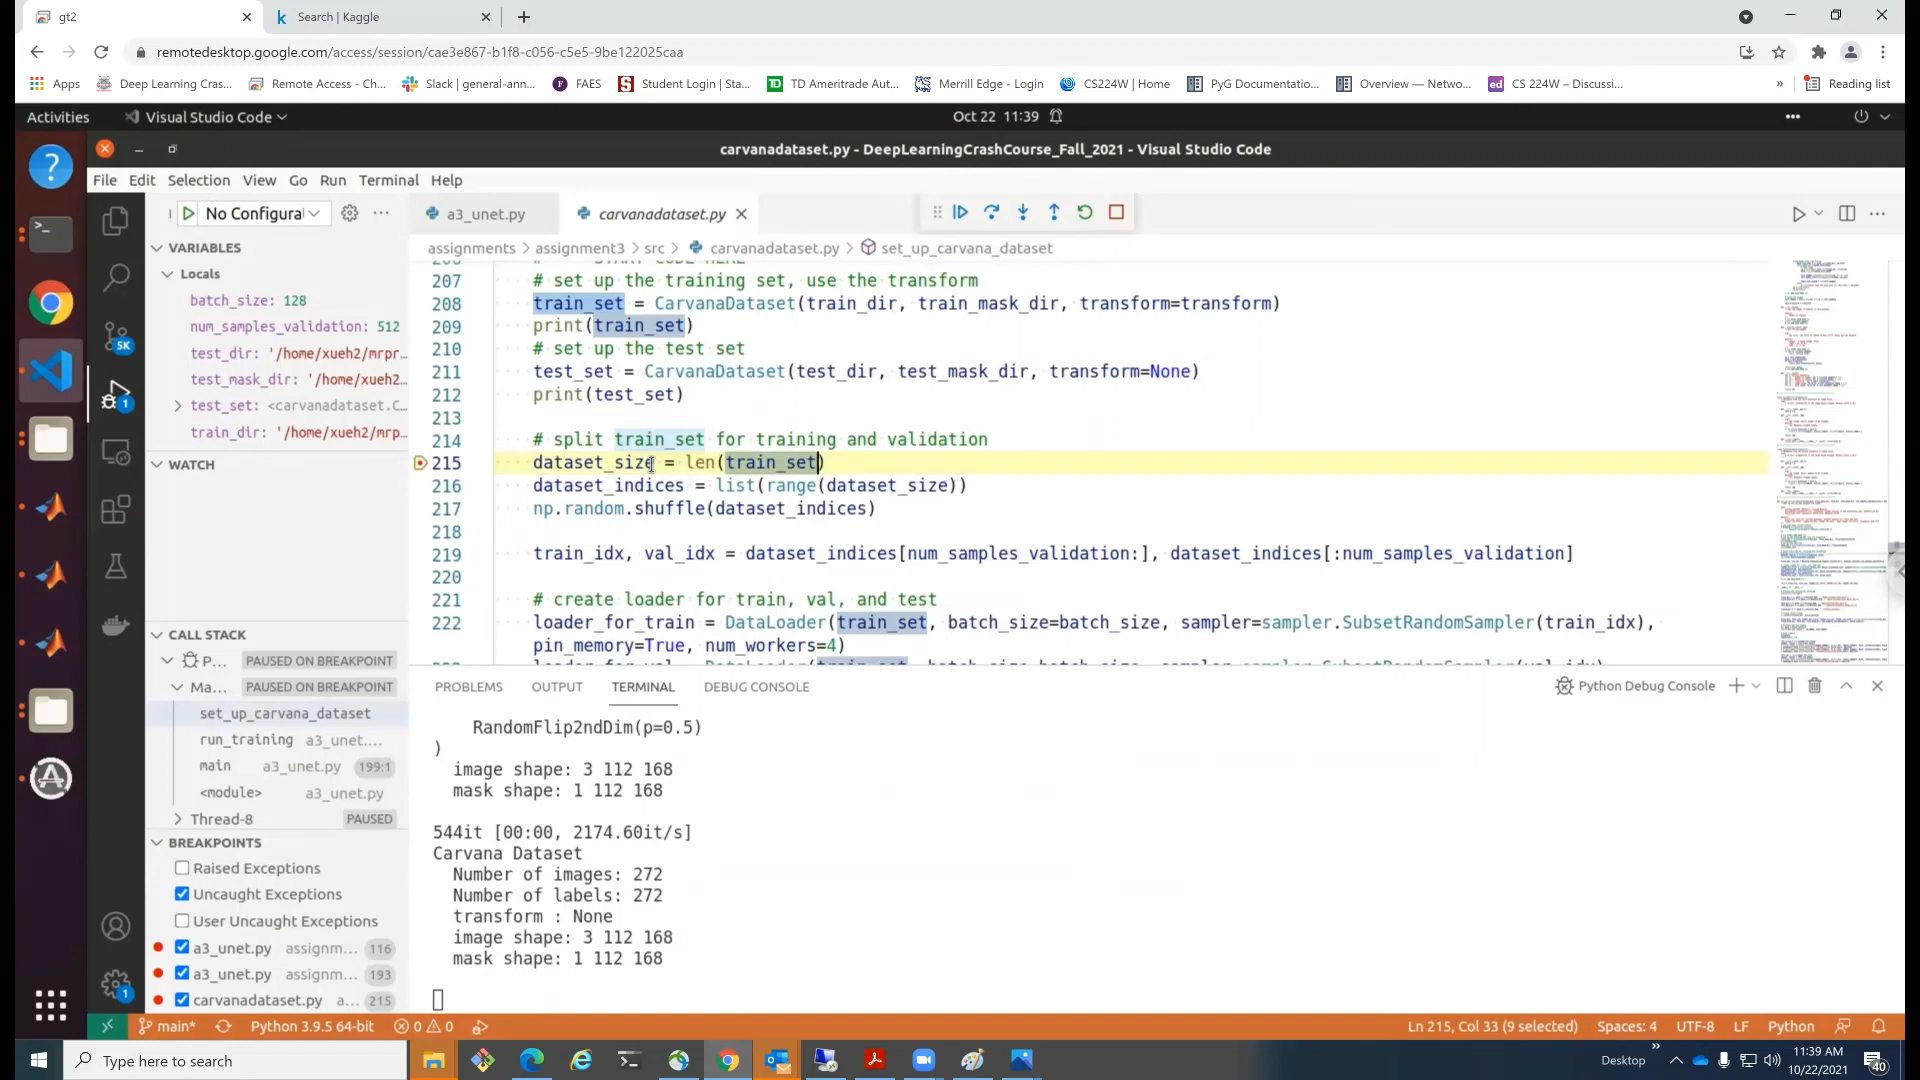 gt2
Search | Kaggle
remotedesktop.google.com/access/session/cae3e867-b1f8-c056-c5e5-9be122025caa
Apps
Deep Learning Cras...
Remote Access - Ch...
Slack | general-ann...
FAES
Student Login | Sta...
TD Ameritrade Aut...
Merrill Edge - Login
CS224W | Home
PyG Documentatio...
Overview — Netwo...
CS 224W – Discussi...
»
Reading list
Activities
Visual Studio Code
Oct 22 11:39
carvanadataset.py - DeepLearningCrashCourse_Fall_2021 - Visual Studio Code
File Edit Selection View Go Run Terminal Help
No Configura
a3_unet.py
carvanadataset.py
assignments > assignment3 > src > carvanadataset.py > set_up_carvana_dataset
VARIABLES
Locals
batch_size: 128
num_samples_validation: 512
test_dir: '/home/xueh2/mrpr...
test_mask_dir: '/home/xueh2...
test_set: <carvanadataset.C...
train_dir: '/home/xueh2/mrp...
WATCH
CALL STACK
P... PAUSED ON BREAKPOINT
Ma... PAUSED ON BREAKPOINT
set_up_carvana_dataset
run_training a3_unet....
main a3_unet.py 199:1
<module> a3_unet.py
Thread-8 PAUSED
BREAKPOINTS
Raised Exceptions
Uncaught Exceptions
User Uncaught Exceptions
a3_unet.py assignm... 116
a3_unet.py assignm... 193
carvanadataset.py a... 215
5K
1
1
207 # set up the training set, use the transform
208 train_set = CarvanaDataset(train_dir, train_mask_dir, transform=transform)
209 print(train_set)
210 # set up the test set
211 test_set = CarvanaDataset(test_dir, test_mask_dir, transform=None)
212 print(test_set)
213
214 # split train_set for training and validation
215 dataset_size = len(train_set)
216 dataset_indices = list(range(dataset_size))
217 np.random.shuffle(dataset_indices)
218
219 train_idx, val_idx = dataset_indices[num_samples_validation:], dataset_indices[:num_samples_validation]
220
221 # create loader for train, val, and test
222 loader_for_train = DataLoader(train_set, batch_size=batch_size, sampler=sampler.SubsetRandomSampler(train_idx),
pin_memory=True, num_workers=4)
PROBLEMS OUTPUT TERMINAL DEBUG CONSOLE
Python Debug Console
RandomFlip2ndDim(p=0.5)
)
image shape: 3 112 168
mask shape: 1 112 168
544it [00:00, 2174.60it/s]
Carvana Dataset
Number of images: 272
Number of labels: 272
transform : None
image shape: 3 112 168
mask shape: 1 112 168
main* Python 3.9.5 64-bit 0 0
Ln 215, Col 33 (9 selected) Spaces: 4 UTF-8 LF Python
Type here to search
Desktop
»
11:39 AM
10/22/2021
40